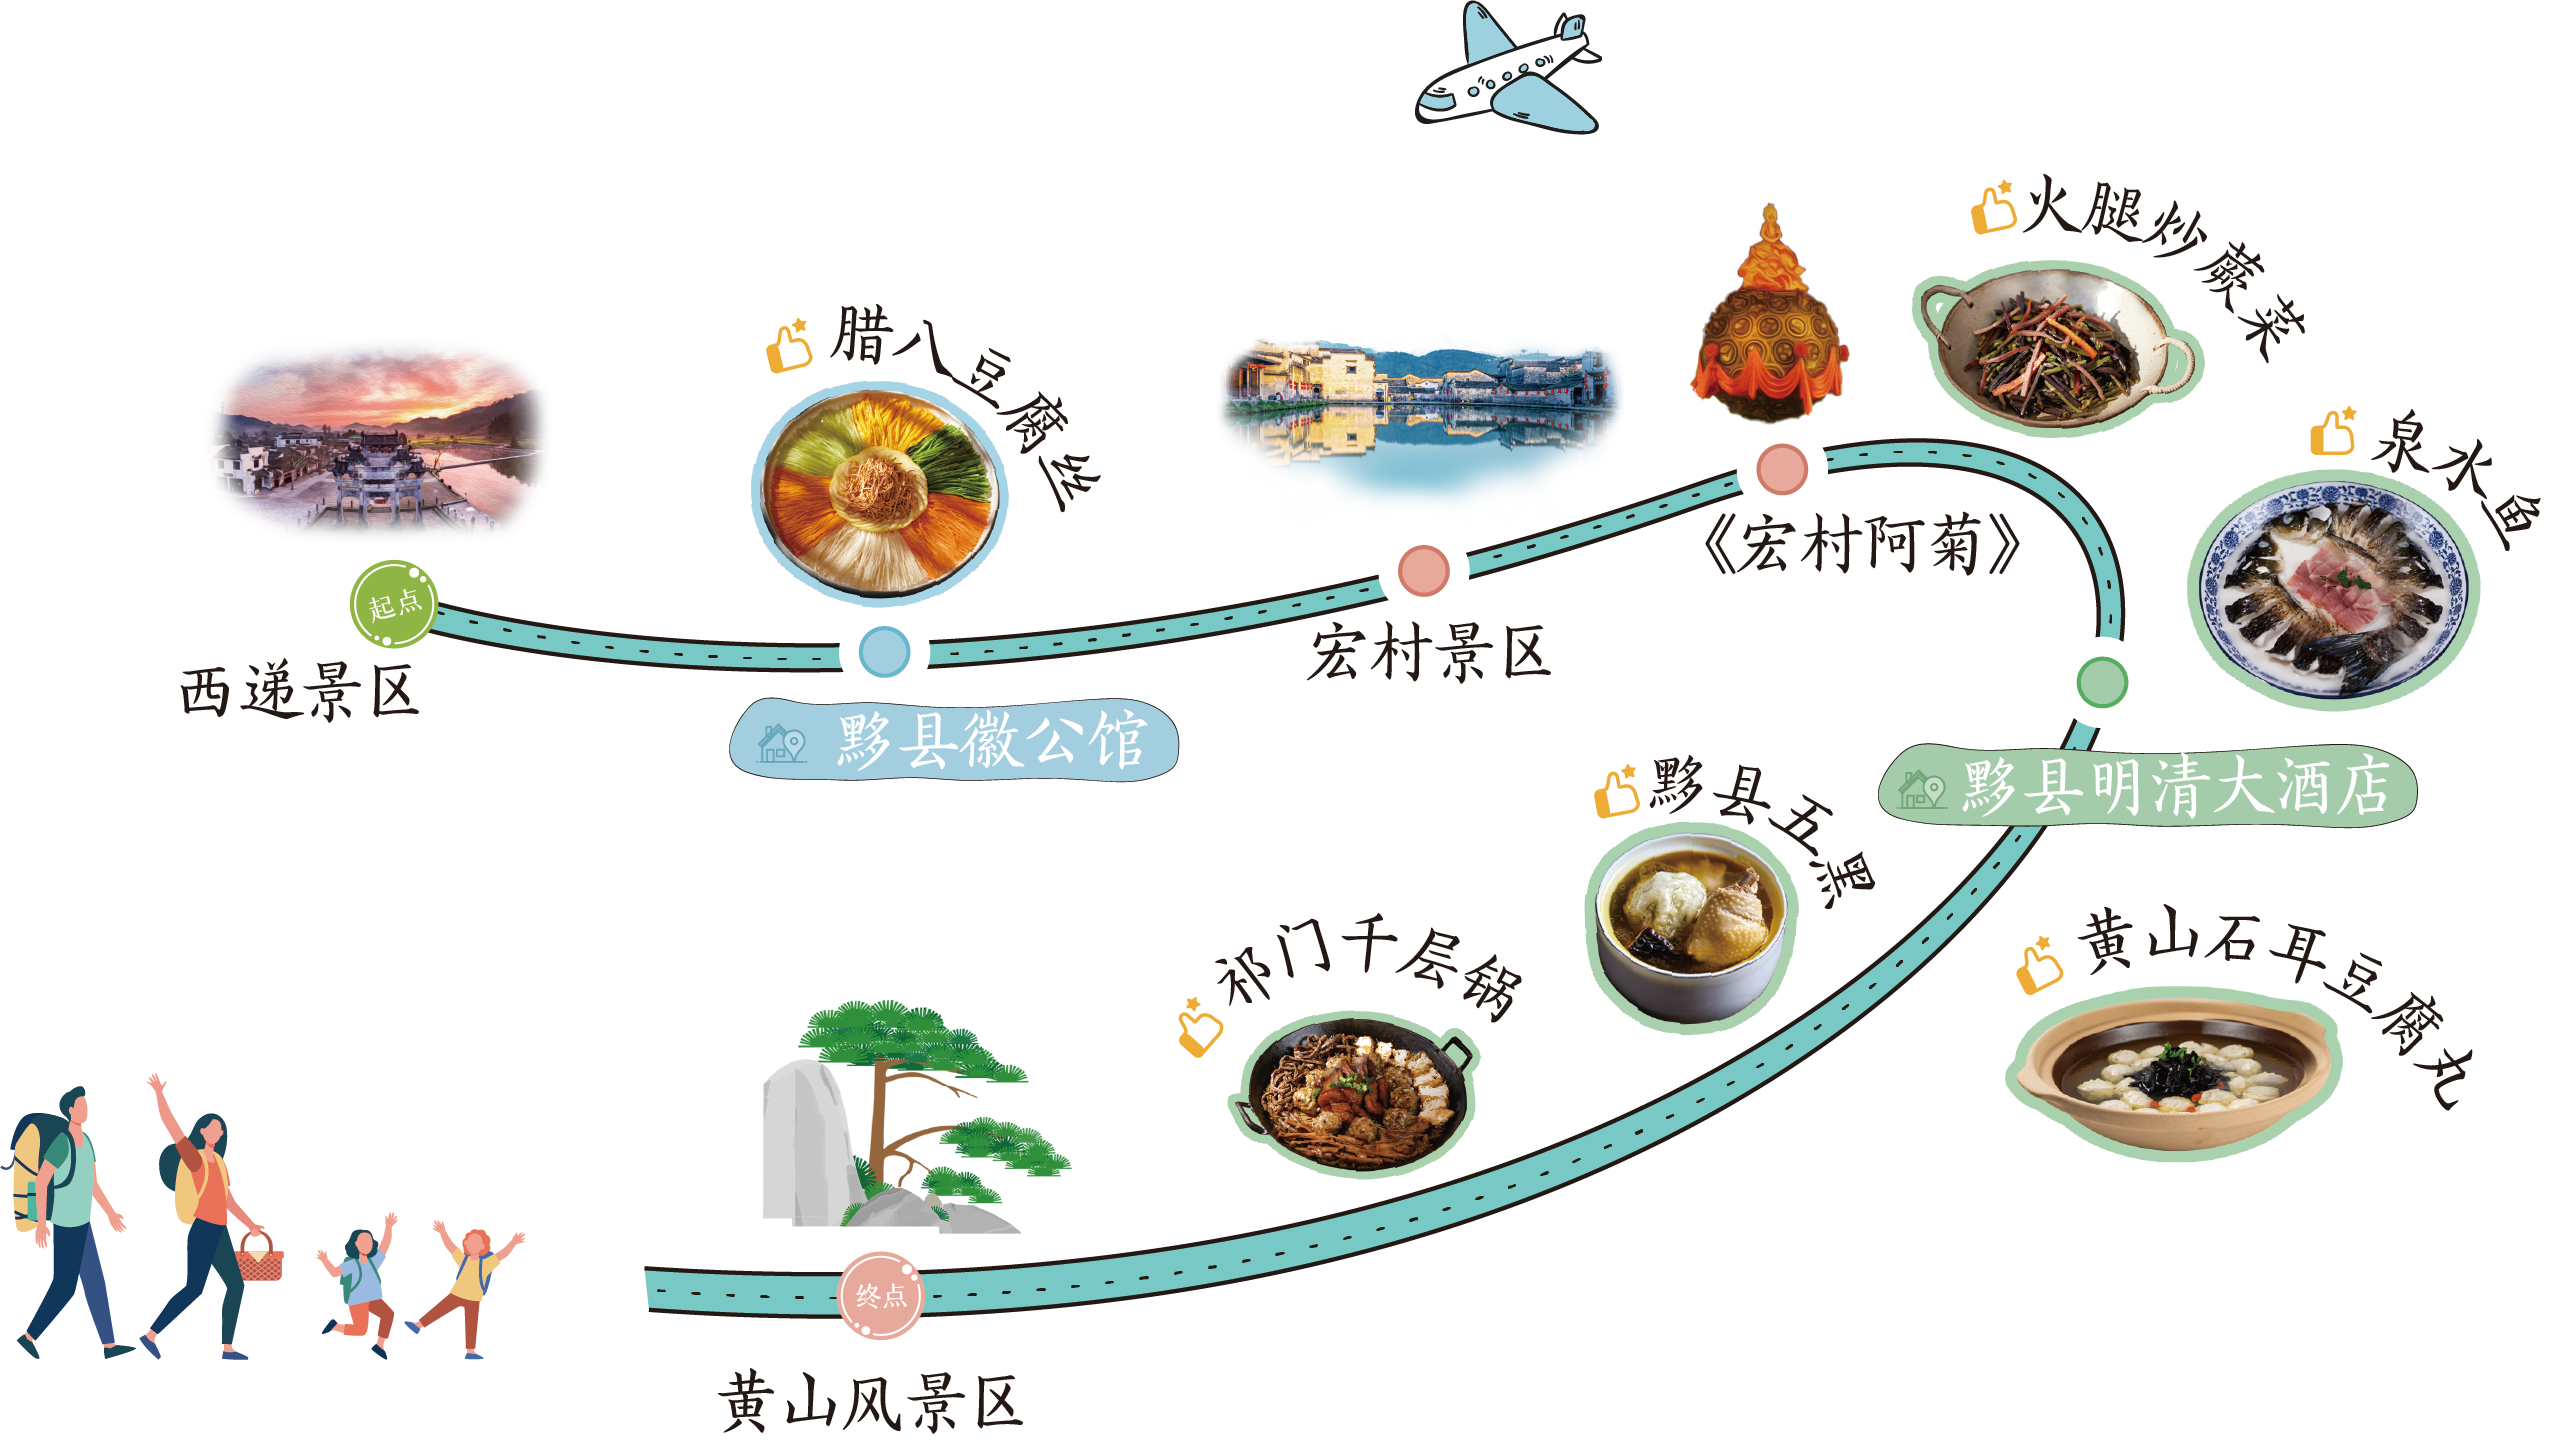 火腿炒蕨菜
腊八豆腐丝
泉水鱼
《宏村阿菊》
起点
宏村景区
西递景区
黟县徽公馆
黟县明清大酒店
黟县五黑
祁门千层锅
黄山石耳豆腐丸
终点
黄山风景区